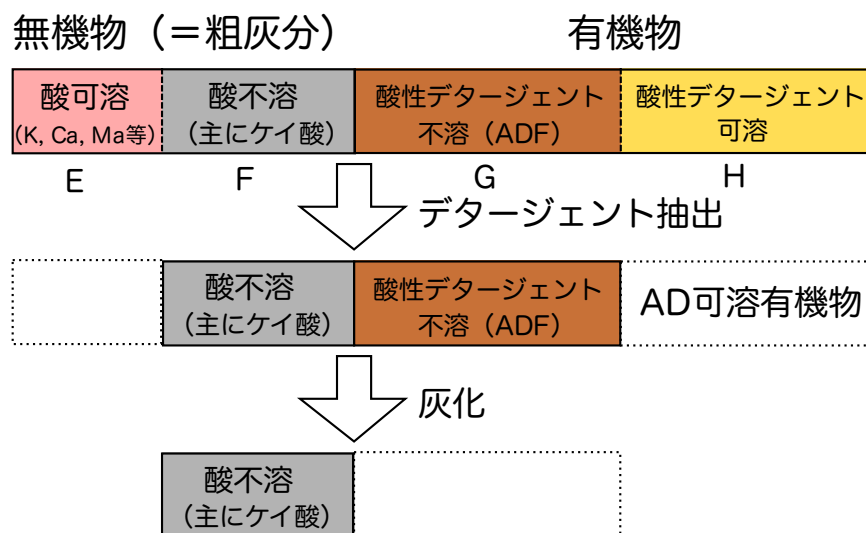 無機物（＝粗灰分） 有機物
酸可溶
(K, Ca, Ma等)
酸不溶
（主にケイ酸）
酸性デタージェント
不溶（ADF）
酸性デタージェント
可溶
E F G H
デタージェント抽出
酸不溶
（主にケイ酸）
酸性デタージェント
不溶（ADF）
AD可溶有機物
灰化
酸不溶
（主にケイ酸）